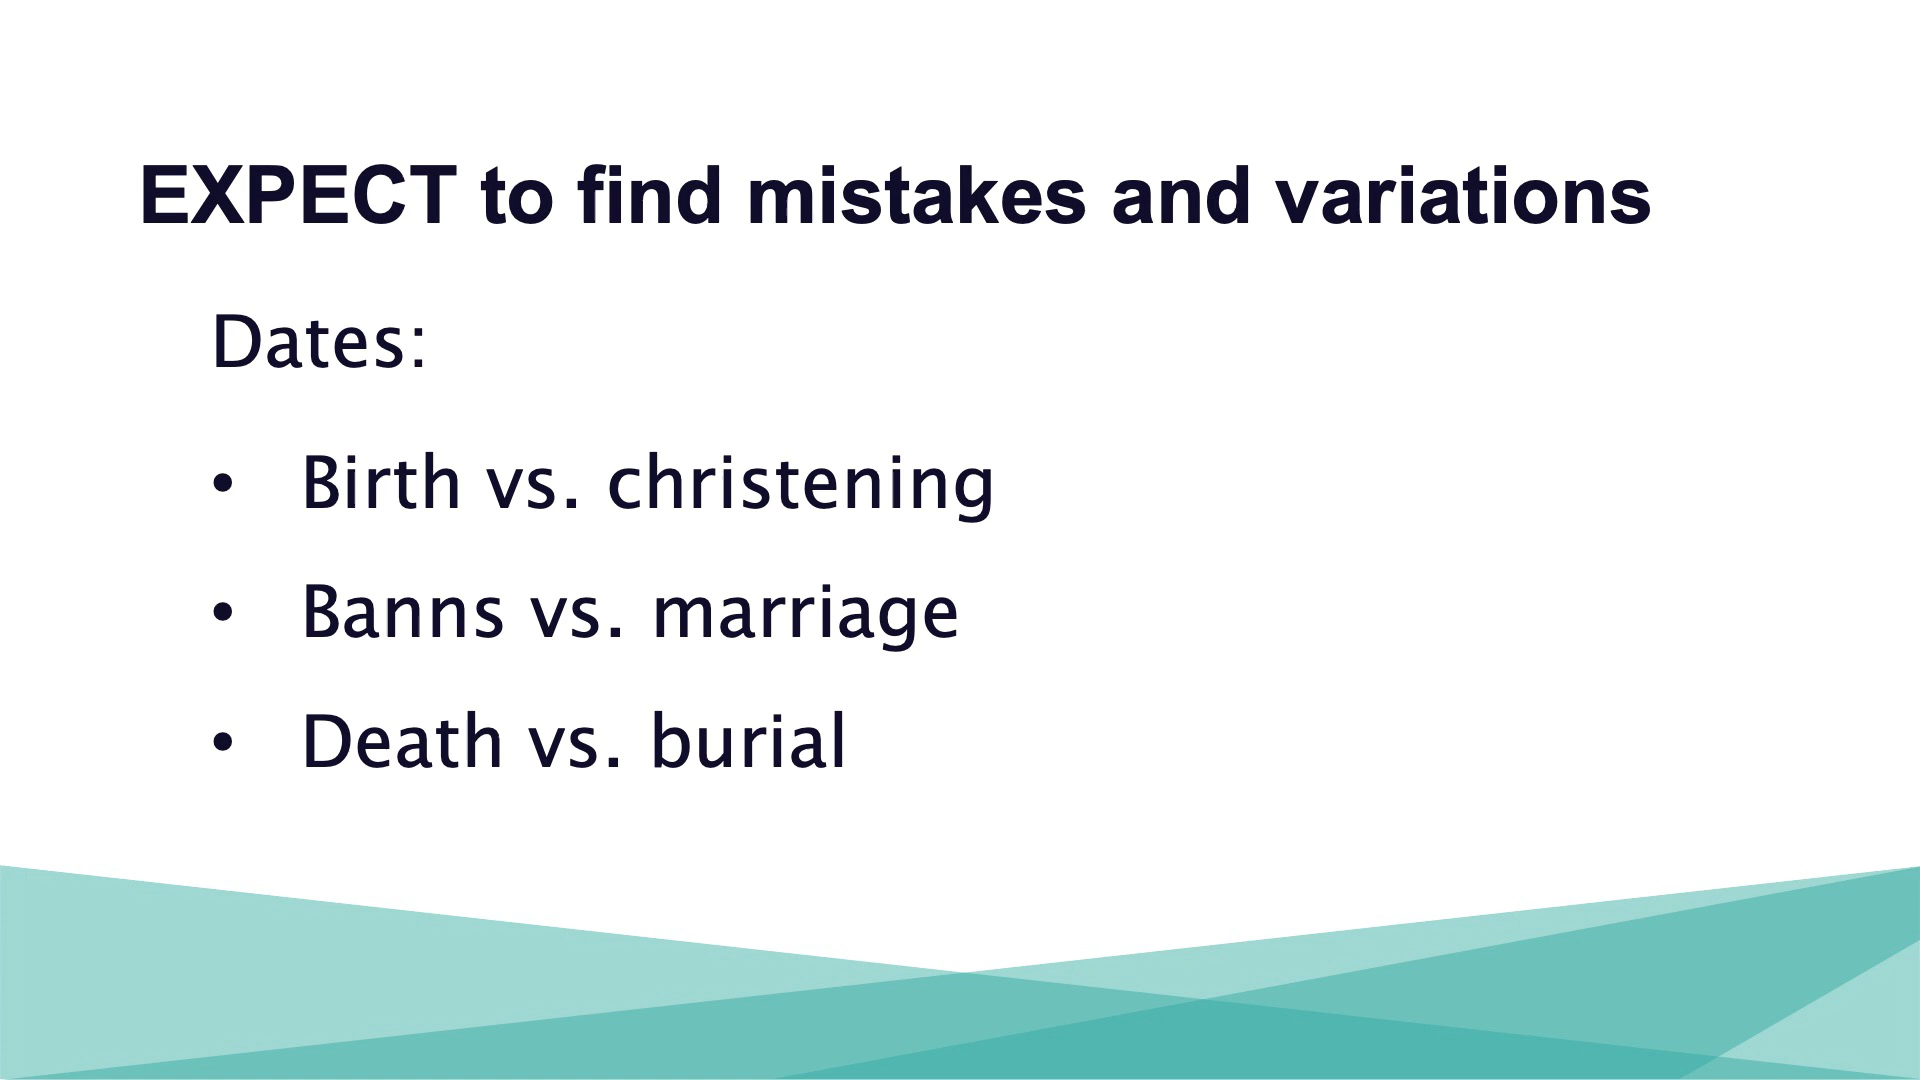 EXPECT to find mistakes and variations
Dates:
• Birth vs. christening
• Banns vs. marriage
• Death vs. burial